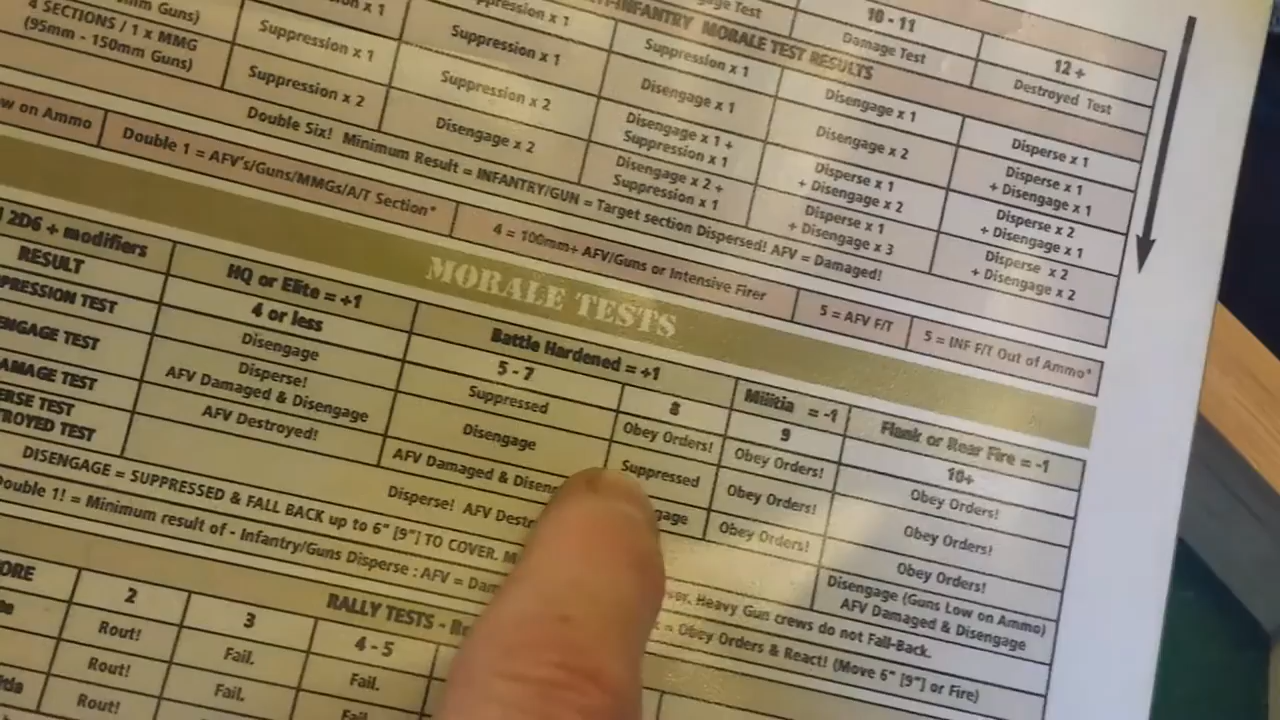 Guns)
4 SECTIONS / 1 x MMG
(95mm - 150mm Guns)
x 1
Suppression x 1
Suppression x 2
x 1
Suppression x 1
Suppression x 2
Disengage x 2
Test
10 - 11
Damage Test
12 +
Destroyed Test
MORALE TEST RESULTS
Suppression x 1
Disengage x 1
Disengage x 1 +
Suppression x 1
Disengage x 2 +
Suppression x 1
Disengage x 1
Disengage x 2
Disperse x 1
+ Disengage x 2
Disperse x 1
+ Disengage x 3
Disperse x 1
Disperse x 1
+ Disengage x 1
Disperse x 2
+ Disengage x 1
Disperse x 2
+ Disengage x 2
Double Six! Minimum Result = INFANTRY/GUN = Target section Dispersed! AFV = Damaged!
on Ammo
Double 1 = AFV's/Guns/MMGs/A/T Section*
4 = 100mm+ AFV/Guns or Intensive Firer
5 = AFV F/T
5 = INF F/T Out of Ammo*
MORALE TESTS
2D6 + modifiers
HQ or Elite = +1
Battle Hardened = +1
Militia = -1
Flank or Rear Fire = -1
RESULT
4 or less
5 - 7
8
9
10+
TEST
Disengage
Suppressed
Obey Orders!
Obey Orders!
Obey Orders!
TEST
Disperse!
Disengage
Suppressed
Obey Orders!
Obey Orders!
TEST
AFV Damaged & Disengage
AFV Damaged &
Obey Orders!
Obey Orders!
TEST
TEST
AFV Destroyed!
Disperse! AFV
Disengage (Guns Low on Ammo)
AFV Damaged & Disengage
DISENGAGE = SUPPRESSED & FALL BACK up to 6" [9"] TO COVER.
Heavy Gun crews do not Fall-Back.
Double 1! = Minimum result of - Infantry/Guns Disperse : AFV =
= Obey Orders & React! (Move 6" [9"] or Fire)
RALLY TESTS -
2
3
4 - 5
Rout!
Fail.
Fail.
Rout!
Fail.
Fail.
Rout!